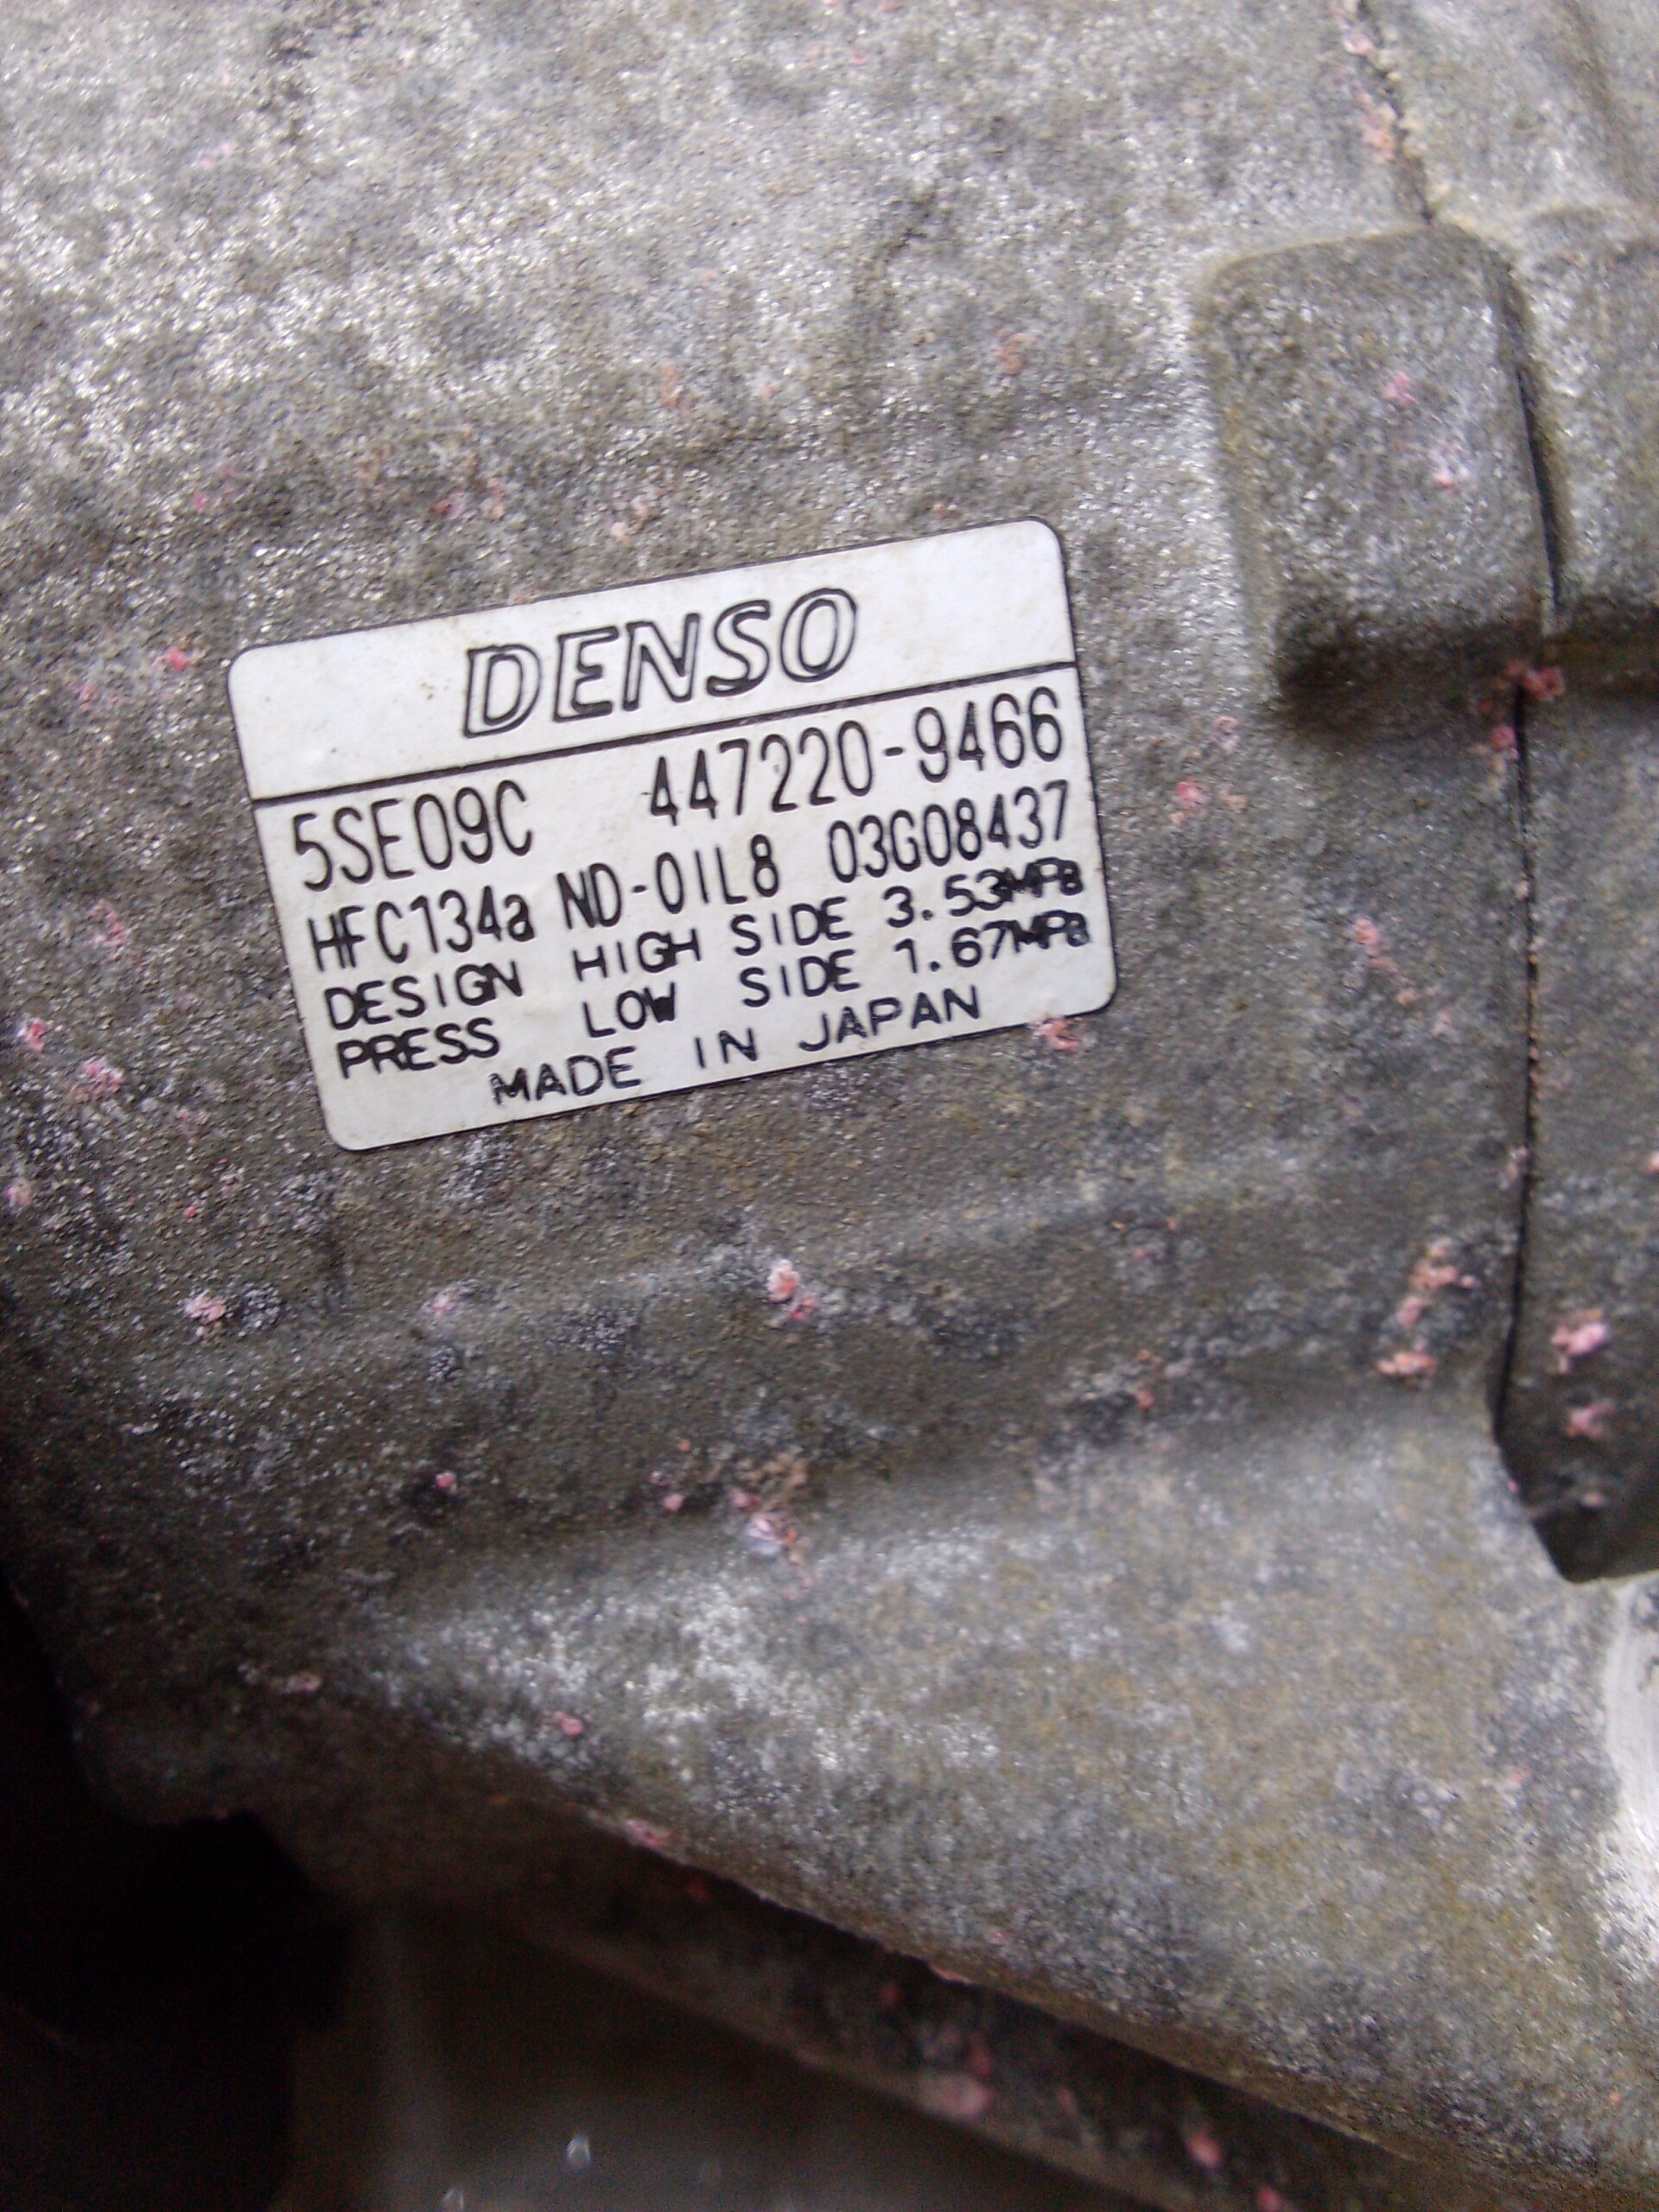 DENSO
5SE09C 447220-9466
HFC134a ND-OIL8 03G08437
DESIGN HIGH SIDE 3.53MPa
PRESS LOW SIDE 1.67MPa
MADE IN JAPAN